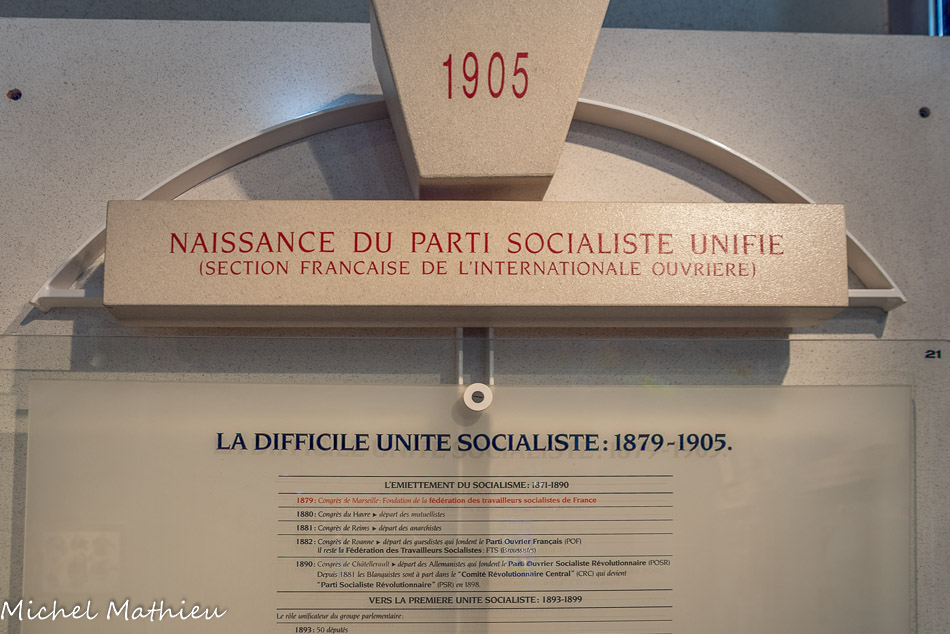 1905
NAISSANCE DU PARTI SOCIALISTE UNIFIE
(SECTION FRANCAISE DE L'INTERNATIONALE OUVRIERE)
21
LA DIFFICILE UNITE SOCIALISTE : 1879-1905.
L'EMIETTEMENT DU SOCIALISME : 1871-1890
1879 : Congrès de Marseille : Fondation de la fédération des travailleurs socialistes de France
1880 : Congrès du Havre ► départ des mutuellistes
1881 : Congrès de Reims ► départ des anarchistes
1882 : Congrès de Roanne ► départ des guesdistes qui fondent le Parti Ouvrier Français (POF)
Il reste la Fédération des Travailleurs Socialistes : FTS (Broussistes)
1890 : Congrès de Châtellerault ► départ des Allemanistes qui fondent le Parti Ouvrier Socialiste Révolutionnaire (POSR)
Depuis 1881 les Blanquistes sont à part dans le "Comité Révolutionnaire Central" (CRC) qui devient
"Parti Socialiste Révolutionnaire" (PSR) en 1898.
VERS LA PREMIERE UNITE SOCIALISTE : 1893-1899
Le rôle unificateur du groupe parlementaire :
1893 : 50 députés
Michel Mathieu